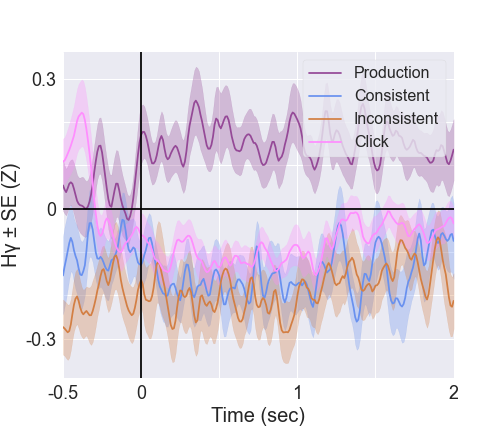 Production
Consistent
Inconsistent
Click
0.3
0
-0.3
Hγ ± SE (Z)
-0.5
0
1
2
Time (sec)